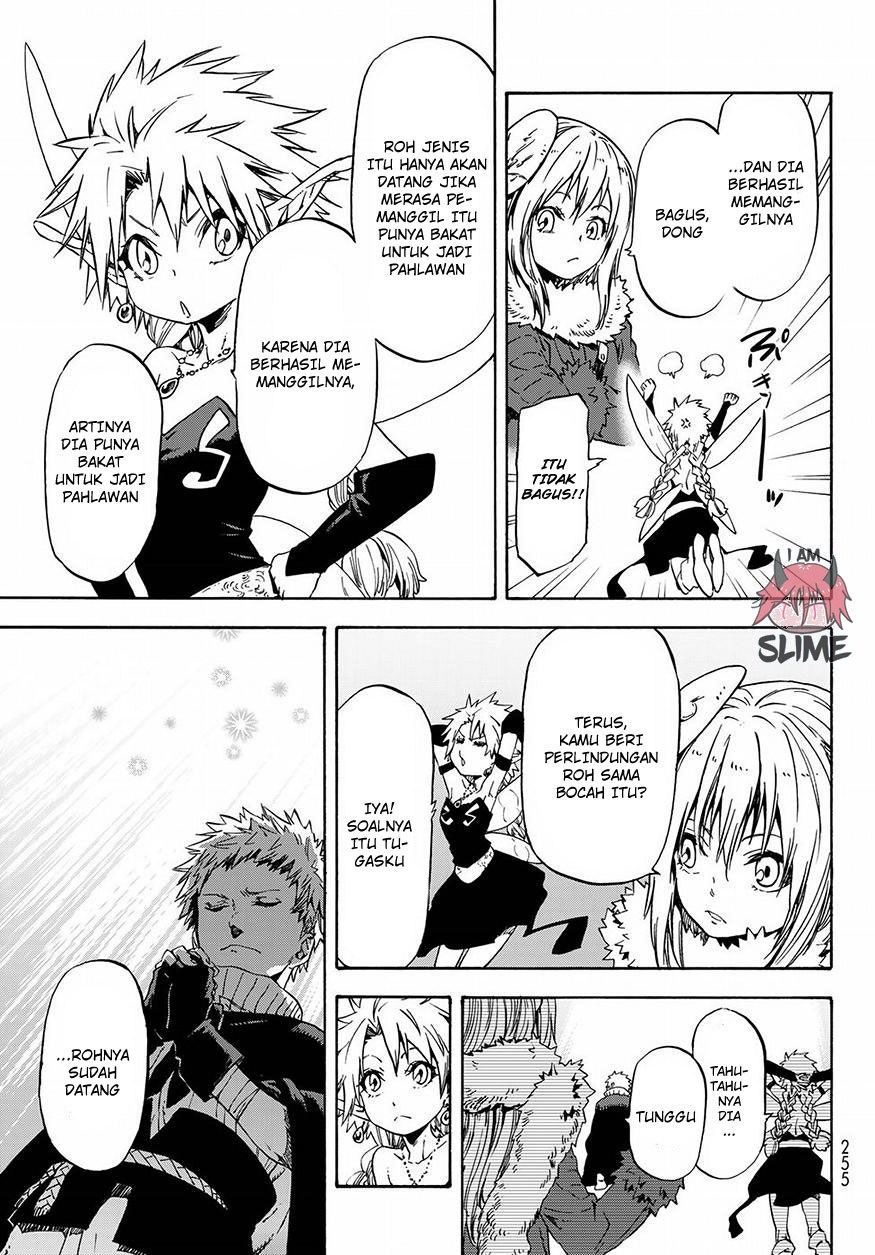 ...DAN DIA
BERHASIL
MEMANG-
GILNYA
BAGUS,
DONG
ぷ
ITU
TIDAK
BAGUS!!
ROH JENIS
ITU HANYA AKAN
DATANG JIKA
MERASA PE-
MANGGIL ITU
PUNYA BAKAT
UNTUK JADI
PAHLAWAN
KARENA DIA
BERHASIL ME-
MANGGILNYA,
ARTINYA
DIA PUNYA
BAKAT
UNTUK JADI
PAHLAWAN
I AM
SLIME
TERUS,
KAMU BERI
PERLINDUNGAN
ROH SAMA
BOCAH ITU?
IYA!
SOALNYA
ITU TU-
GASKU
TAHU-
TAHU-
NYA DIA
...
TUNGGU
...ROHNYA
SUDAH
DATANG
255